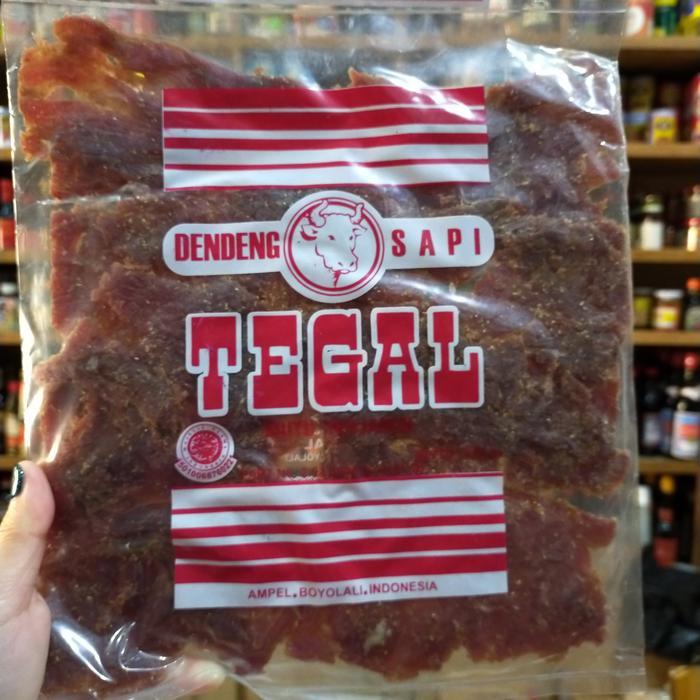 DENDENG SAPI
TEGAL
AMPEL. BOYOLALI. INDONESIA